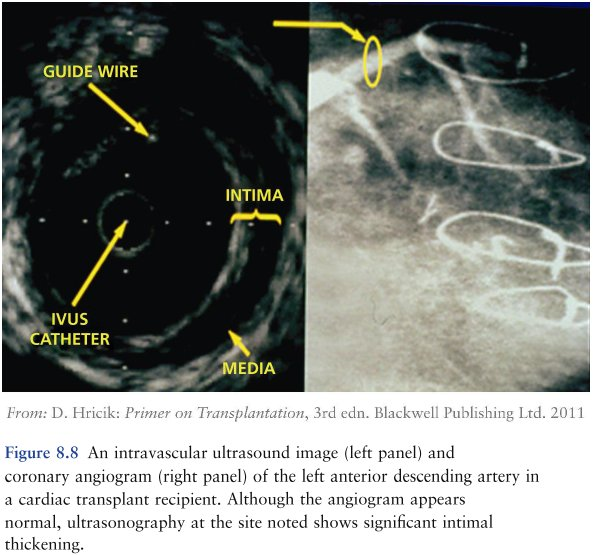 GUIDE WIRE
INTIMA
IVUS
CATHETER
MEDIA
From: D. Hricik: Primer on Transplantation, 3rd edn. Blackwell Publishing Ltd. 2011
Figure 8.8 An intravascular ultrasound image (left panel) and
coronary angiogram (right panel) of the left anterior descending artery in
a cardiac transplant recipient. Although the angiogram appears
normal, ultrasonography at the site noted shows significant intimal
thickening.